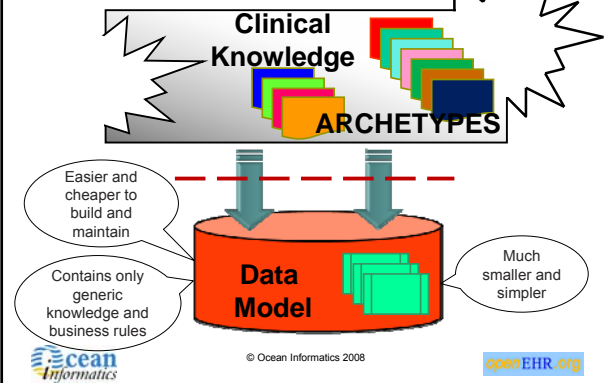 Clinical
Knowledge
ARCHETYPES
Easier and
cheaper to
build and
maintain
Contains only
generic
knowledge and
business rules
Data
Model
Much
smaller and
simpler
Ocean
Informatics
© Ocean Informatics 2008
openEHR.org